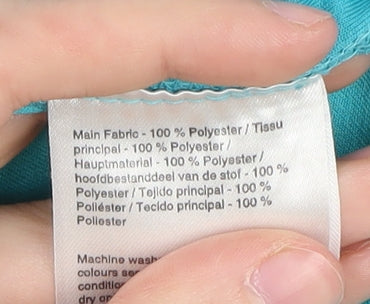 Main Fabric - 100 % Polyester / Tissu
principal - 100 % Polyester /
Hauptmaterial - 100 % Polyester /
hoofdbestanddeel van de stof - 100 %
Polyester / Tejido principal - 100 %
Poliéster / Tecido principal - 100 %
Poliester
Machine wash
colours
dry or